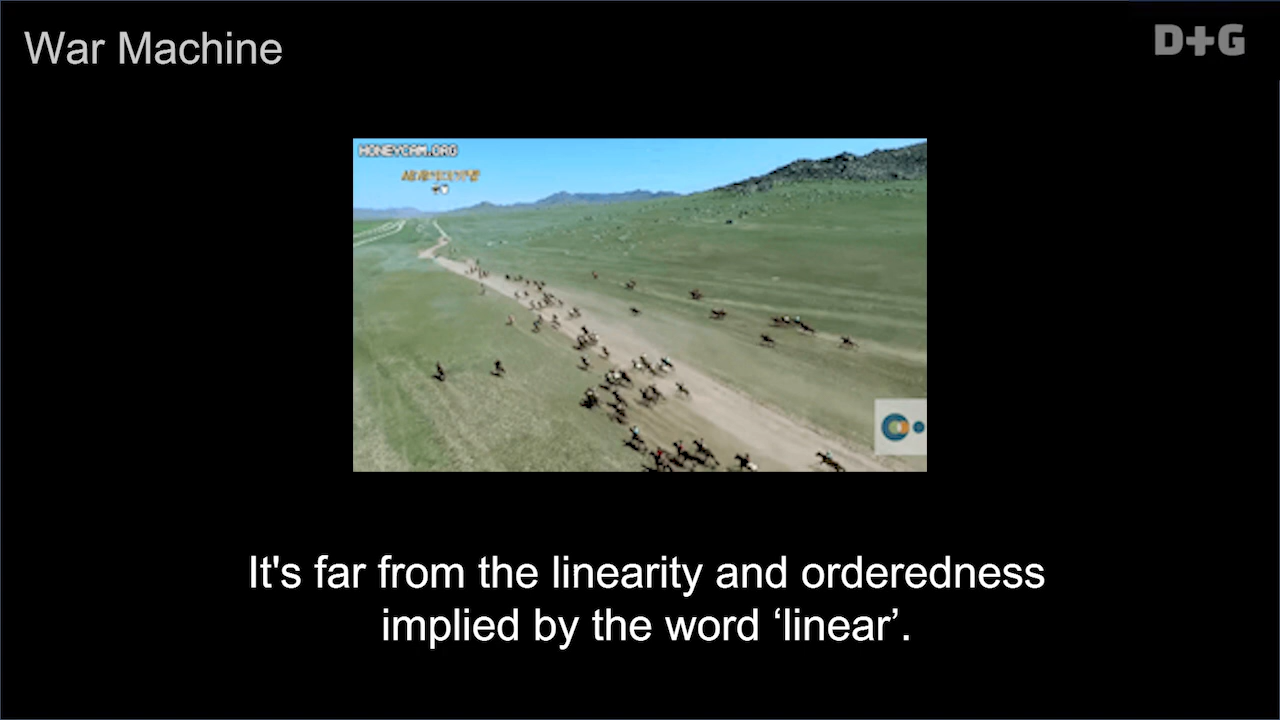 War Machine
D+G
HONEYCAM.ORG
It's far from the linearity and orderedness
implied by the word ‘linear’.